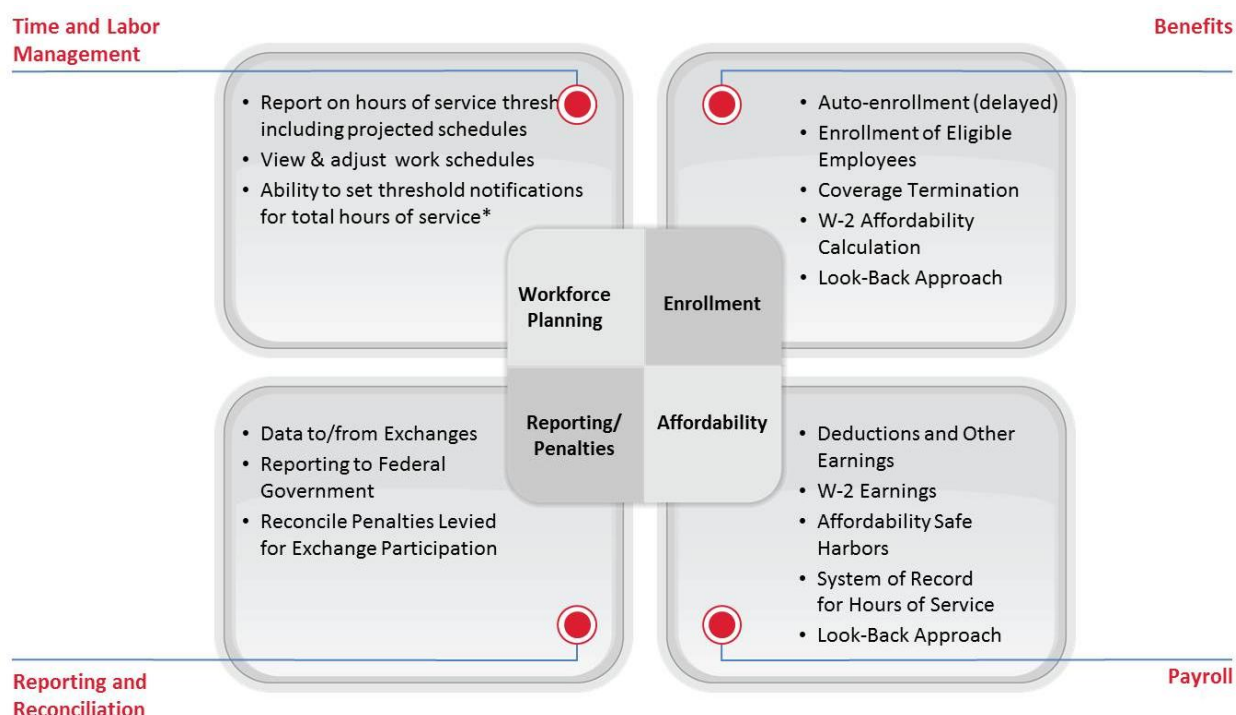 Time and Labor
Management
Benefits
• Report on hours of service thresh
including projected schedules
• View & adjust work schedules
• Ability to set threshold notifications
for total hours of service*
• Auto-enrollment (delayed)
• Enrollment of Eligible
Employees
• Coverage Termination
• W-2 Affordability
Calculation
• Look-Back Approach
Workforce
Planning
Enrollment
Reporting/
Penalties
Affordability
• Data to/from Exchanges
• Reporting to Federal
Government
• Reconcile Penalties Levied
for Exchange Participation
• Deductions and Other
Earnings
• W-2 Earnings
• Affordability Safe
Harbors
• System of Record
for Hours of Service
• Look-Back Approach
Reporting and
Reconciliation
Payroll